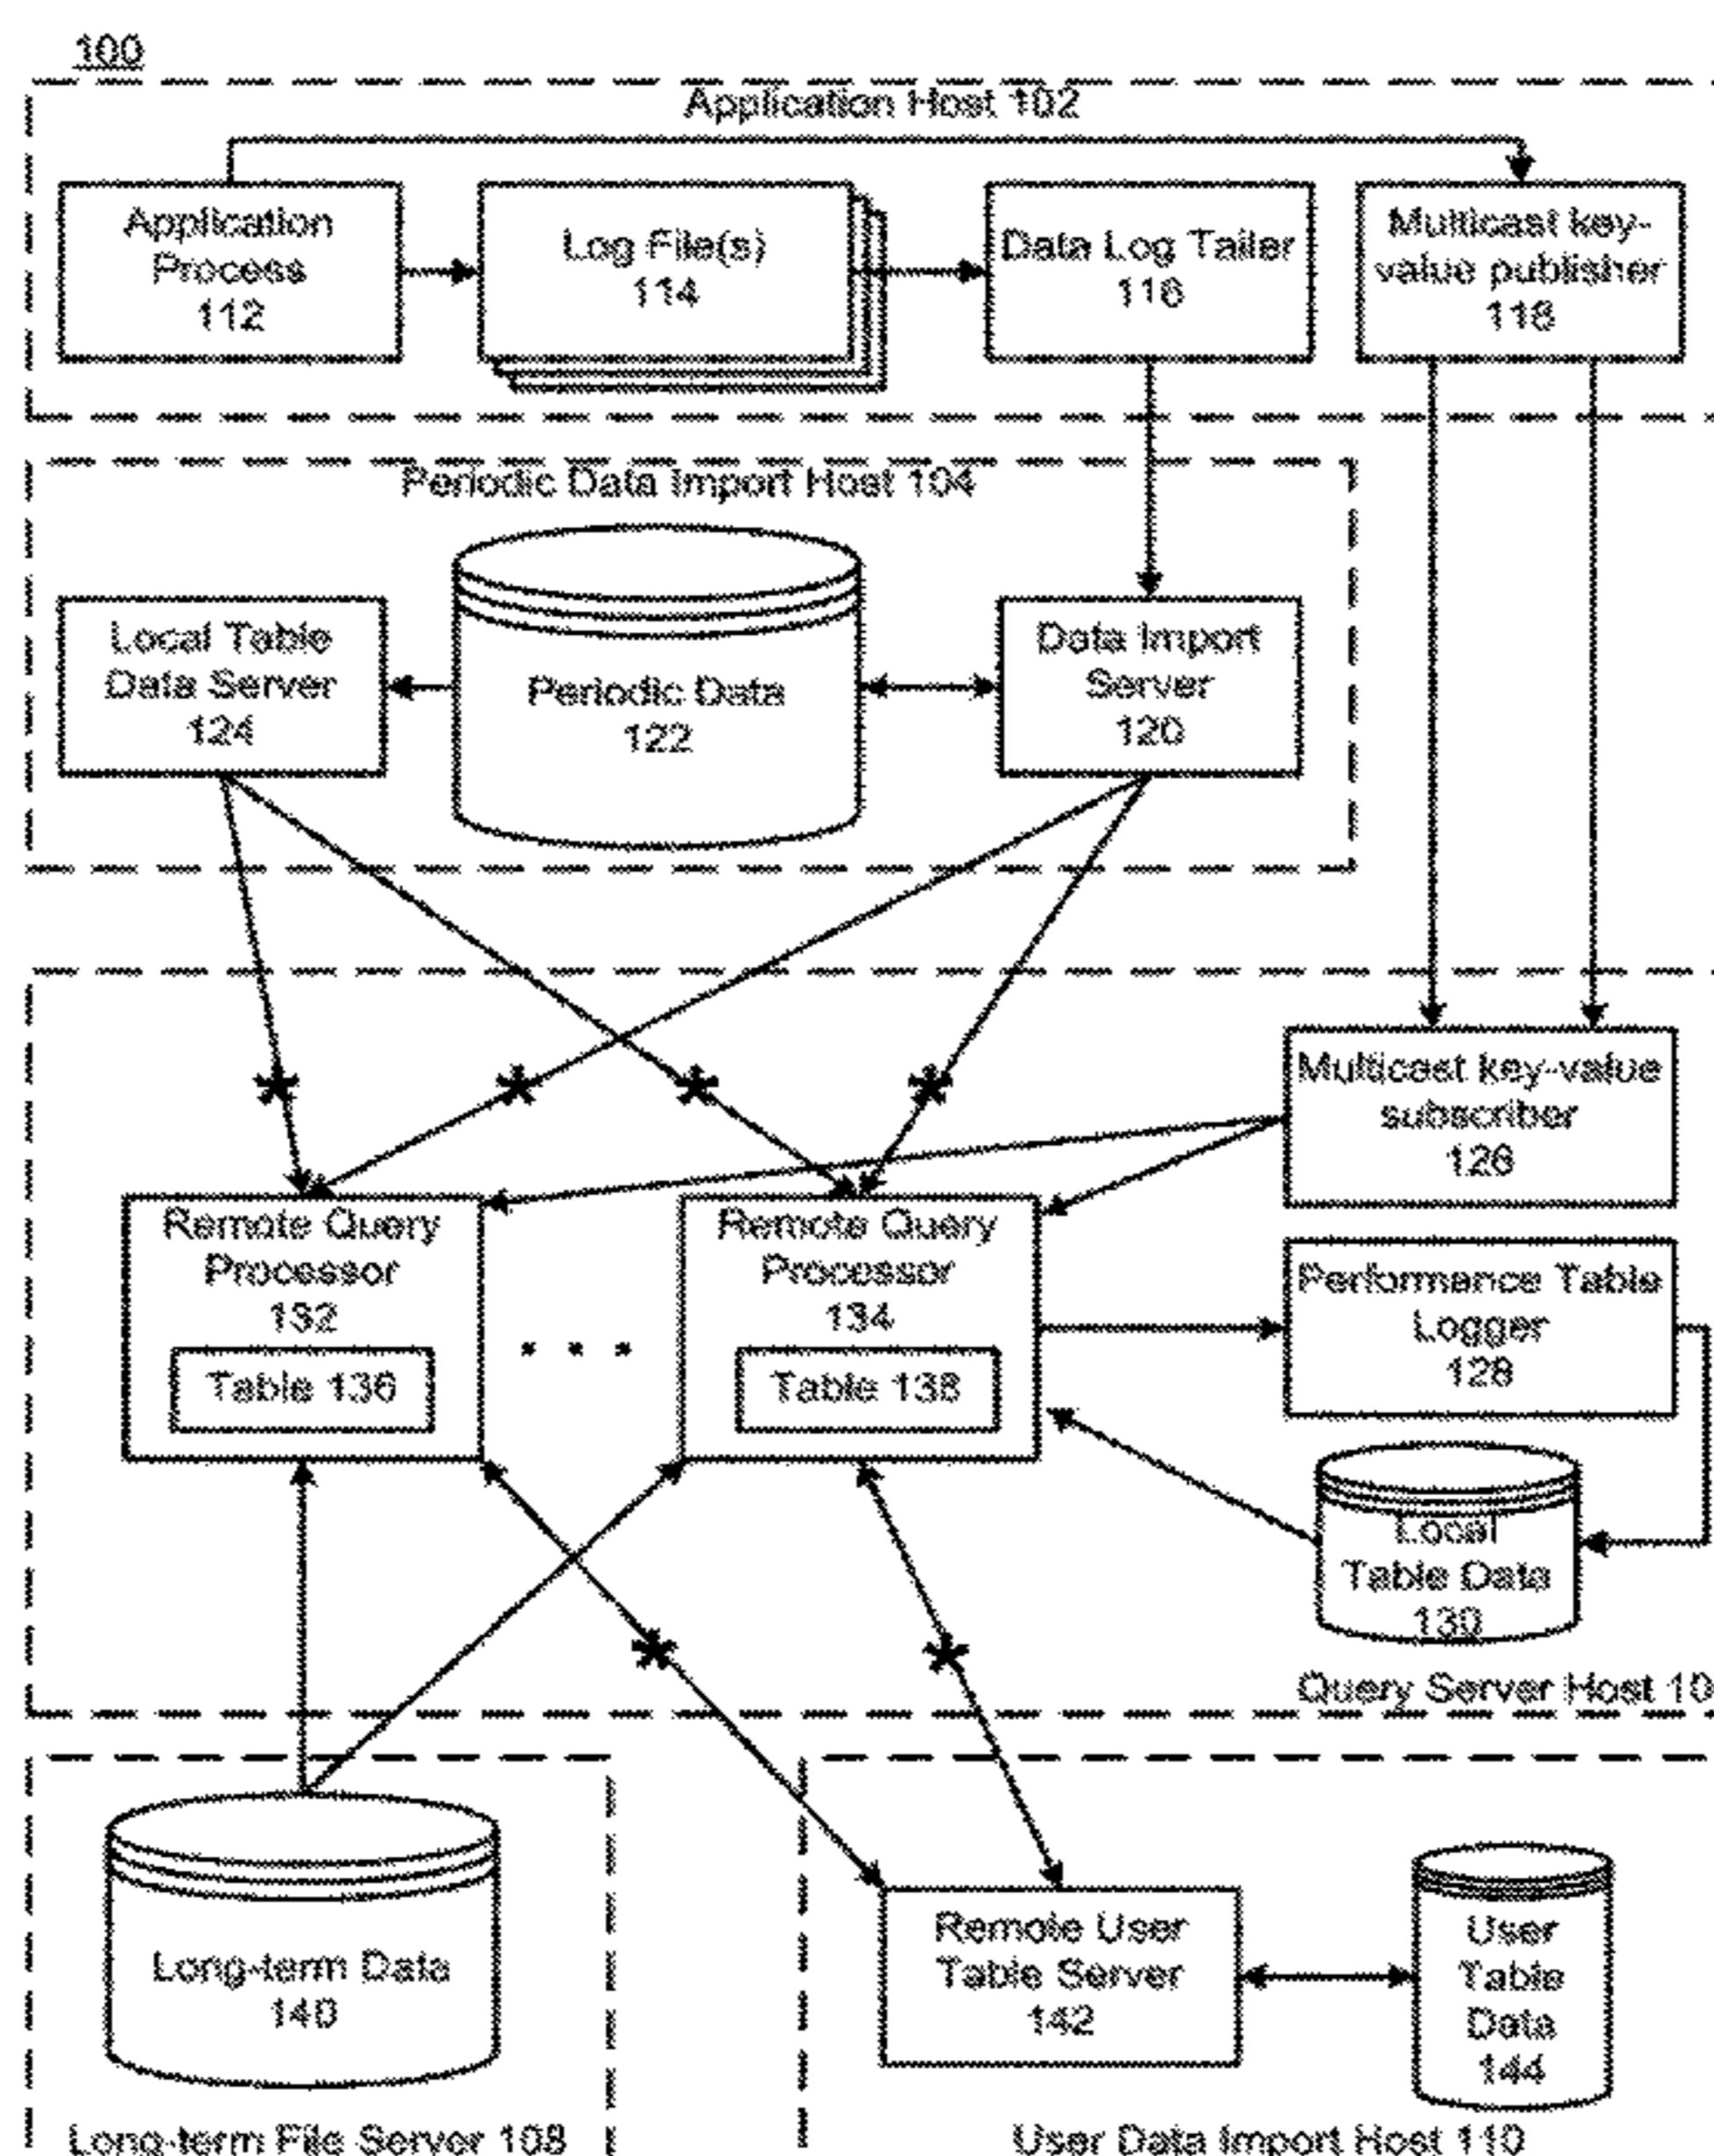 100
Application Host 102
Application
Process
112
Log File(s)
114
Data Log Tailer
116
Multicast key-
value publisher
118
Periodic Data Import Host 104
Local Table
Data Server
124
Periodic Data
122
Data Import
Server
120
Multicast key-value
subscriber
126
Remote Query
Processor
132
Table 136
. . .
Remote Query
Processor
134
Table 138
Performance Table
Logger
128
Local
Table Data
130
Query Server Host 10
Long-term Data
140
Long-term File Server 108
Remote User
Table Server
142
User
Table
Data
144
User Data Import Host 110